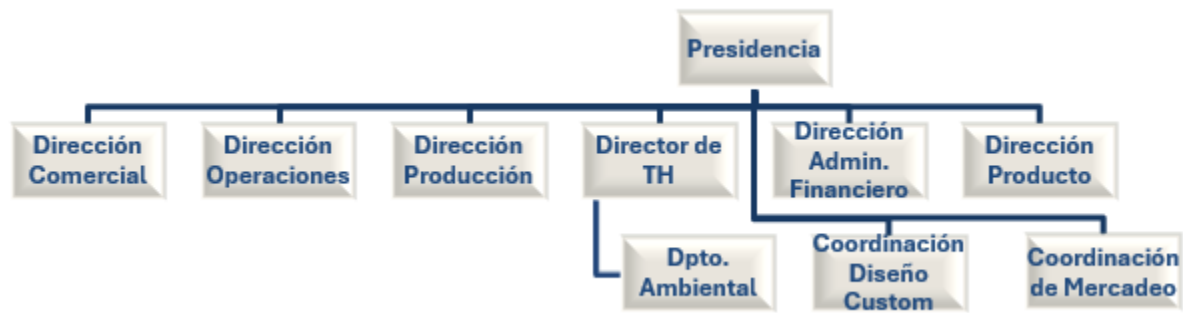 Presidencia
Dirección
Comercial
Dirección
Operaciones
Dirección
Producción
Director de
TH
Dirección
Admin.
Financiero
Dirección
Producto
Dpto.
Ambiental
Coordinación
Diseño
Custom
Coordinación
de Mercadeo